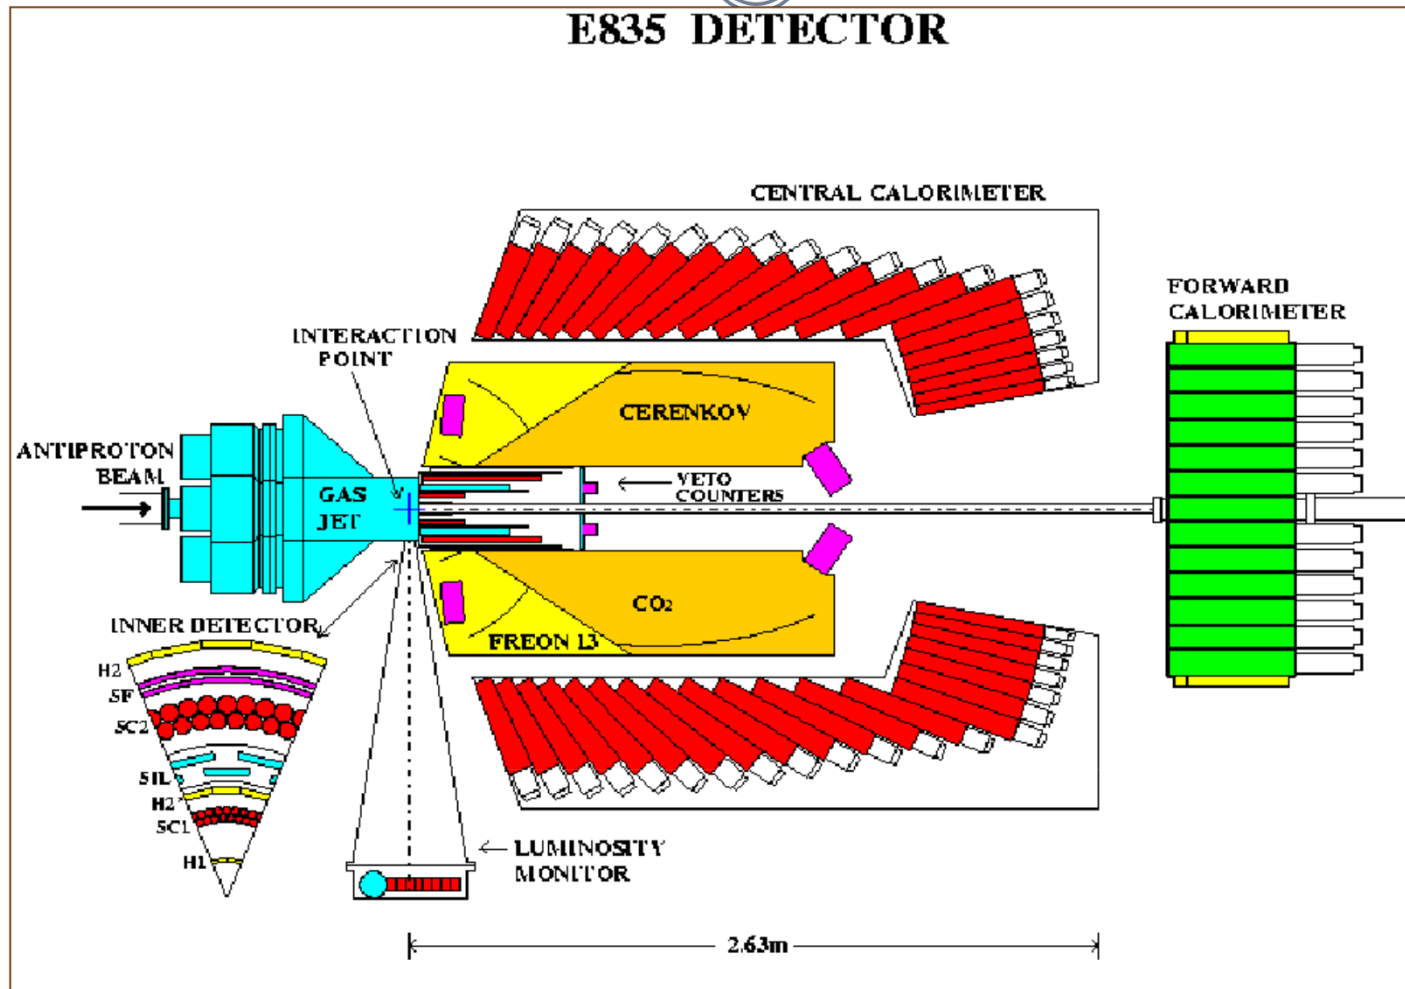 E835 DETECTOR
CENTRAL CALORIMETER
FORWARD
CALORIMETER
INTERACTION
POINT
CERENKOV
ANTIPROTON
BEAM
GAS
JET
VETO
COUNTERS
CO₂
FREON 13
INNER DETECTOR
H2
SF
SC2
SIL
H2'
SC1
H1
LUMINOSITY
MONITOR
2.63m